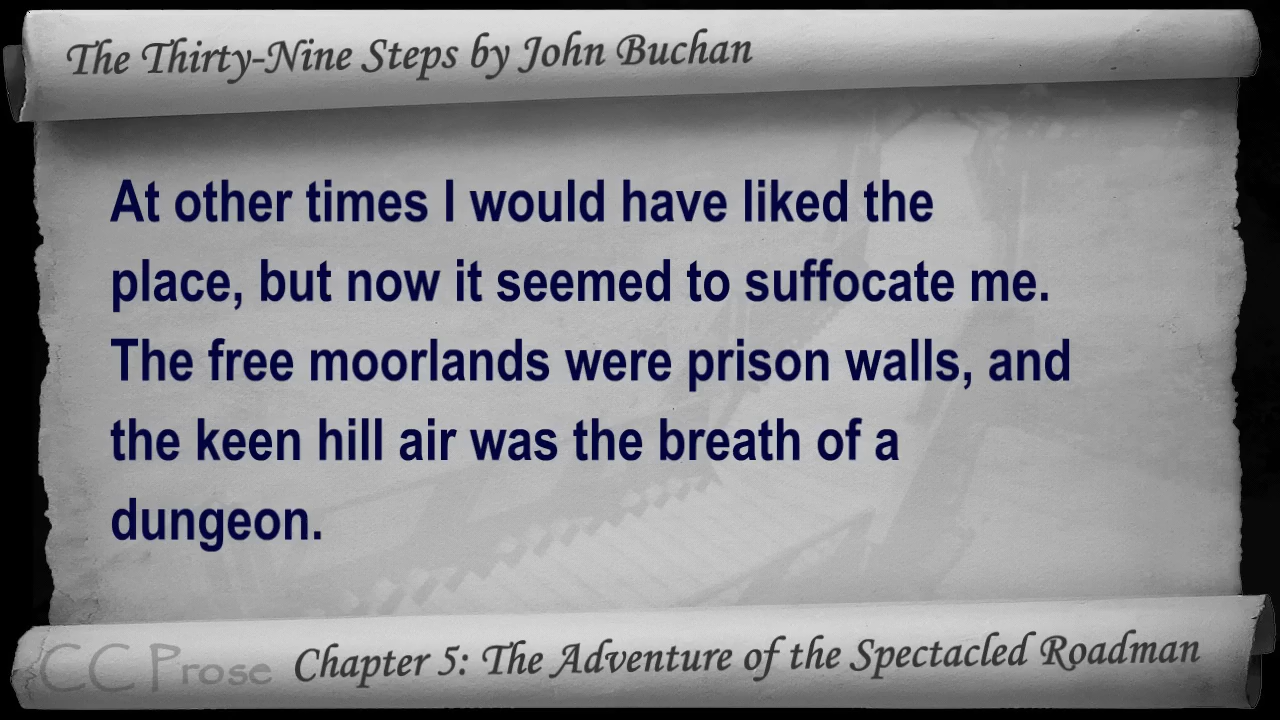 The Thirty-Nine Steps by John Buchan
At other times I would have liked the
place, but now it seemed to suffocate me.
The free moorlands were prison walls, and
the keen hill air was the breath of a
dungeon.
CC Prose Chapter 5: The Adventure of the Spectacled Roadman